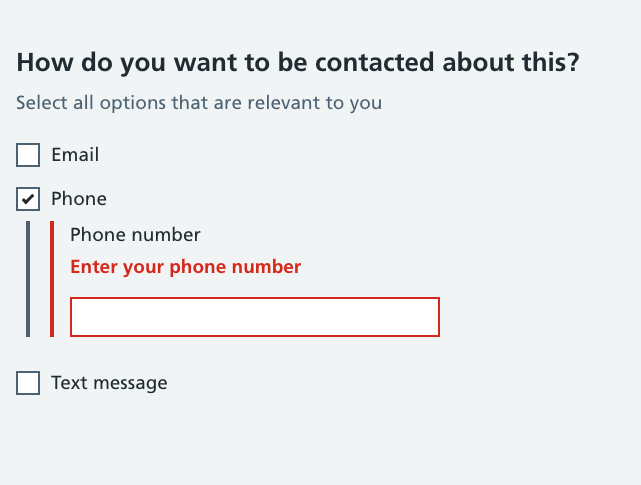 How do you want to be contacted about this?
Select all options that are relevant to you
Email
Phone
Phone number
Enter your phone number
Text message